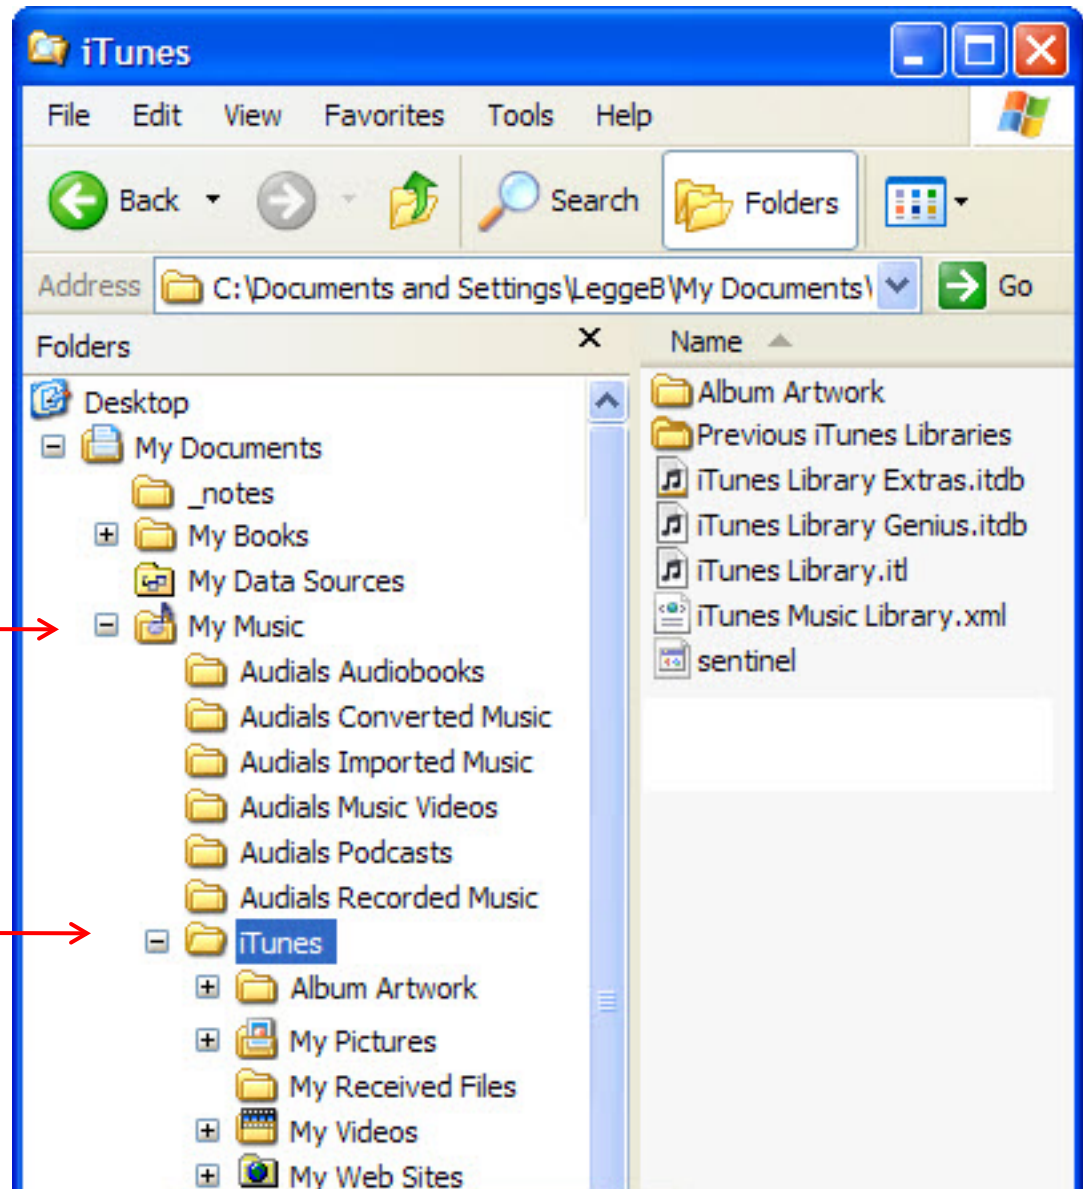 iTunes
File Edit View Favorites Tools Help
Back Search Folders
Address C:\Documents and Settings\LeggeB\My Documents\ Go
Folders
Desktop
My Documents
_notes
My Books
My Data Sources
My Music
Audials Audiobooks
Audials Converted Music
Audials Imported Music
Audials Music Videos
Audials Podcasts
Audials Recorded Music
iTunes
Album Artwork
My Pictures
My Received Files
My Videos
My Web Sites
Name
Album Artwork
Previous iTunes Libraries
iTunes Library Extras.itdb
iTunes Library Genius.itdb
iTunes Library.itl
iTunes Music Library.xml
sentinel